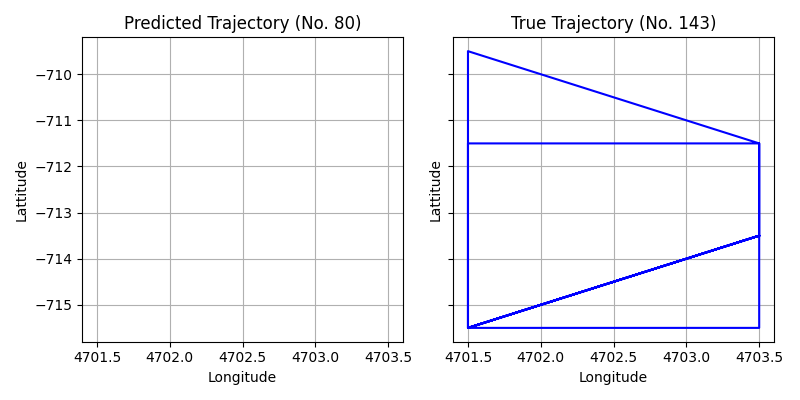 Predicted Trajectory (No. 80)
−710
−711
−712
−713
−714
−715
Lattitude
4701.5 4702.0 4702.5 4703.0 4703.5
Longitude
True Trajectory (No. 143)
Lattitude
4701.5 4702.0 4702.5 4703.0 4703.5
Longitude